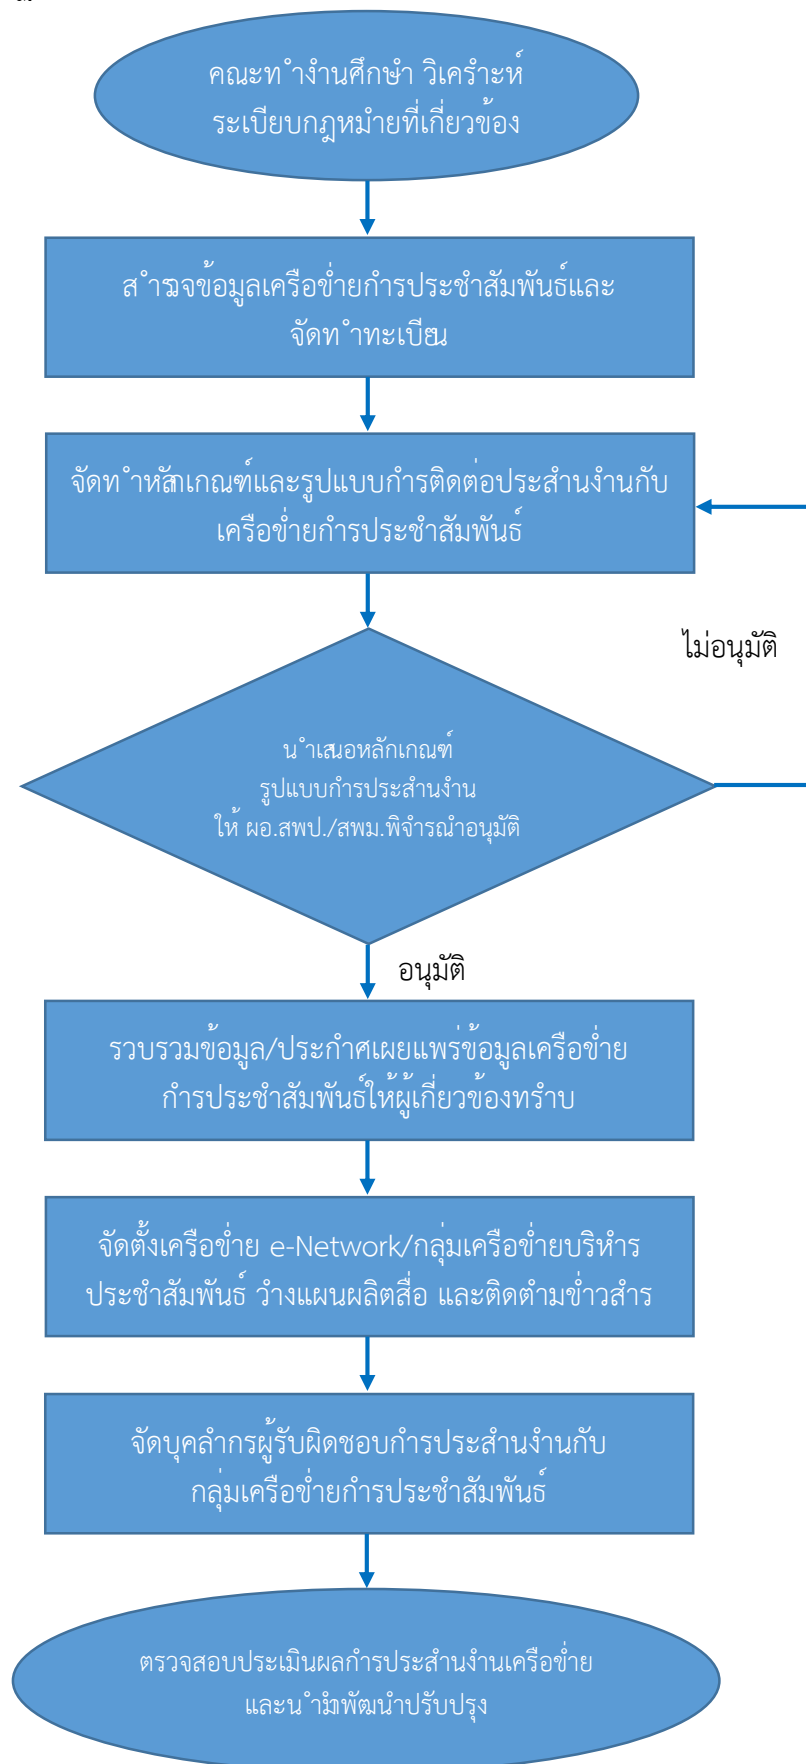 คณะทำงานศึกษา วิเคราะห์
ระเบียบกฎหมายที่เกี่ยวข้อง
สำรวจข้อมูลเครือข่ายการประชาสัมพันธ์และ
จัดทำทะเบียน
จัดทำหลักเกณฑ์และรูปแบบการติดต่อประสานงานกับ
เครือข่ายการประชาสัมพันธ์
ไม่อนุมัติ
นำเสนอหลักเกณฑ์
รูปแบบการประสานงาน
ให้ ผอ.สพป./สพม.พิจารณาอนุมัติ
อนุมัติ
รวบรวมข้อมูล/ประกาศเผยแพร่ข้อมูลเครือข่าย
การประชาสัมพันธ์ให้ผู้เกี่ยวข้องทราบ
จัดตั้งเครือข่าย e-Network/กลุ่มเครือข่ายบริหาร
ประชาสัมพันธ์ วางแผนผลิตสื่อ และติดตามข่าวสาร
จัดบุคลากรผู้รับผิดชอบการประสานงานกับ
กลุ่มเครือข่ายการประชาสัมพันธ์
ตรวจสอบประเมินผลการประสานงานเครือข่าย
และนำมาพัฒนาปรับปรุง